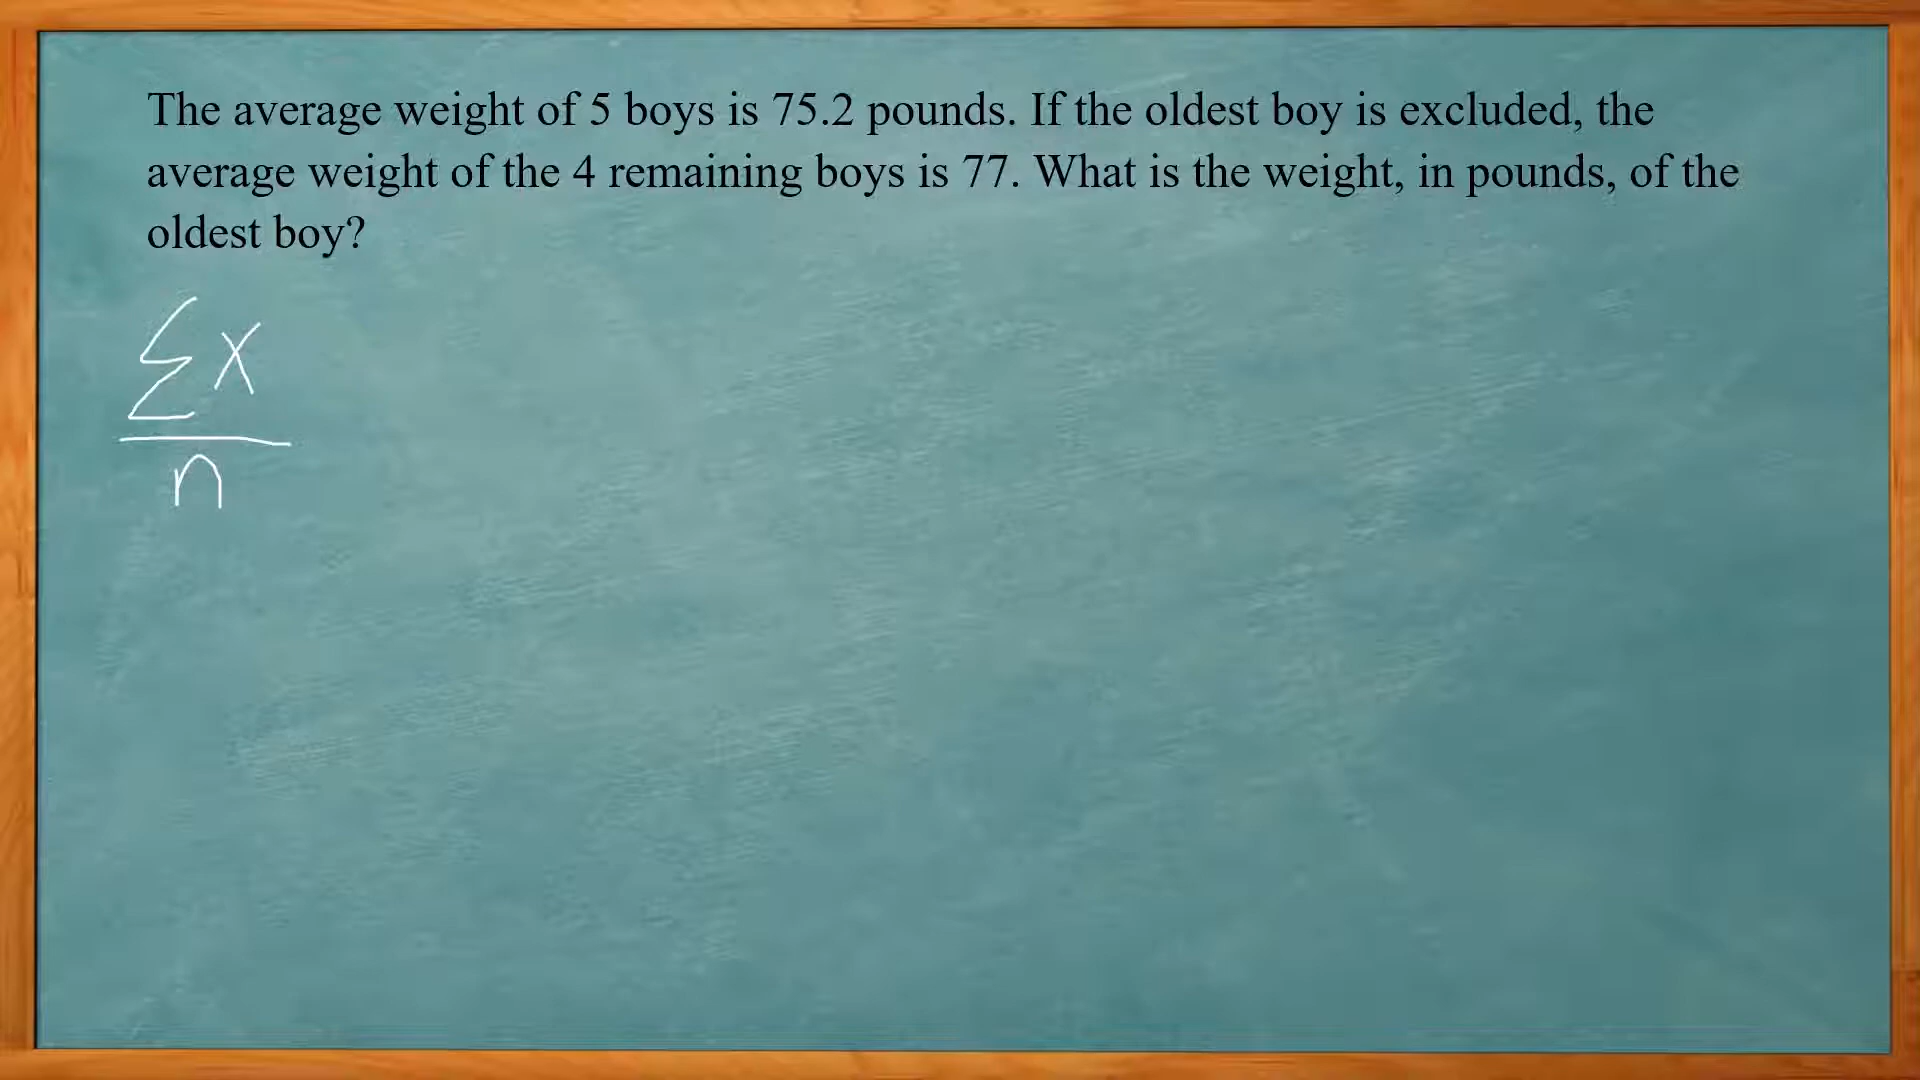 The average weight of 5 boys is 75.2 pounds. If the oldest boy is excluded, the
average weight of the 4 remaining boys is 77. What is the weight, in pounds, of the
oldest boy?
∑x
n